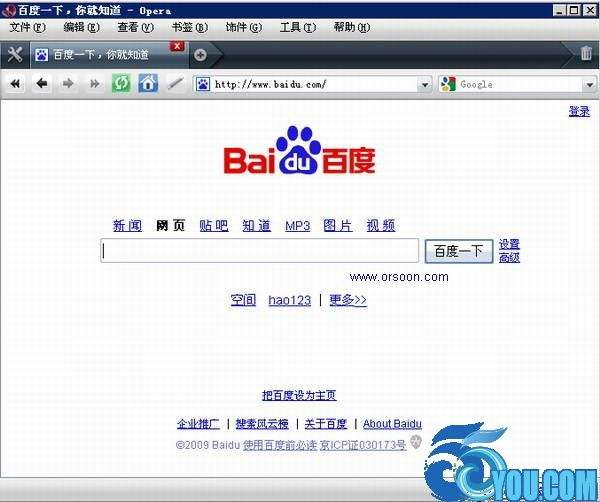 百度一下，你就知道 - Opera
文件(F) 编辑(E) 查看(V) 书签(B) 饰件(G) 工具(T) 帮助(H)
百度一下，你就知道
http://www.baidu.com/ Google
登录
Baidu百度
新闻 网页 贴吧 知道 MP3 图片 视频
百度一下 设置
高级
www.orsoon.com
空间 hao123 | 更多>>
把百度设为主页
企业推广 | 搜索风云榜 | 关于百度 | About Baidu
©2009 Baidu 使用百度前必读 京ICP证030173号
YOU.COM